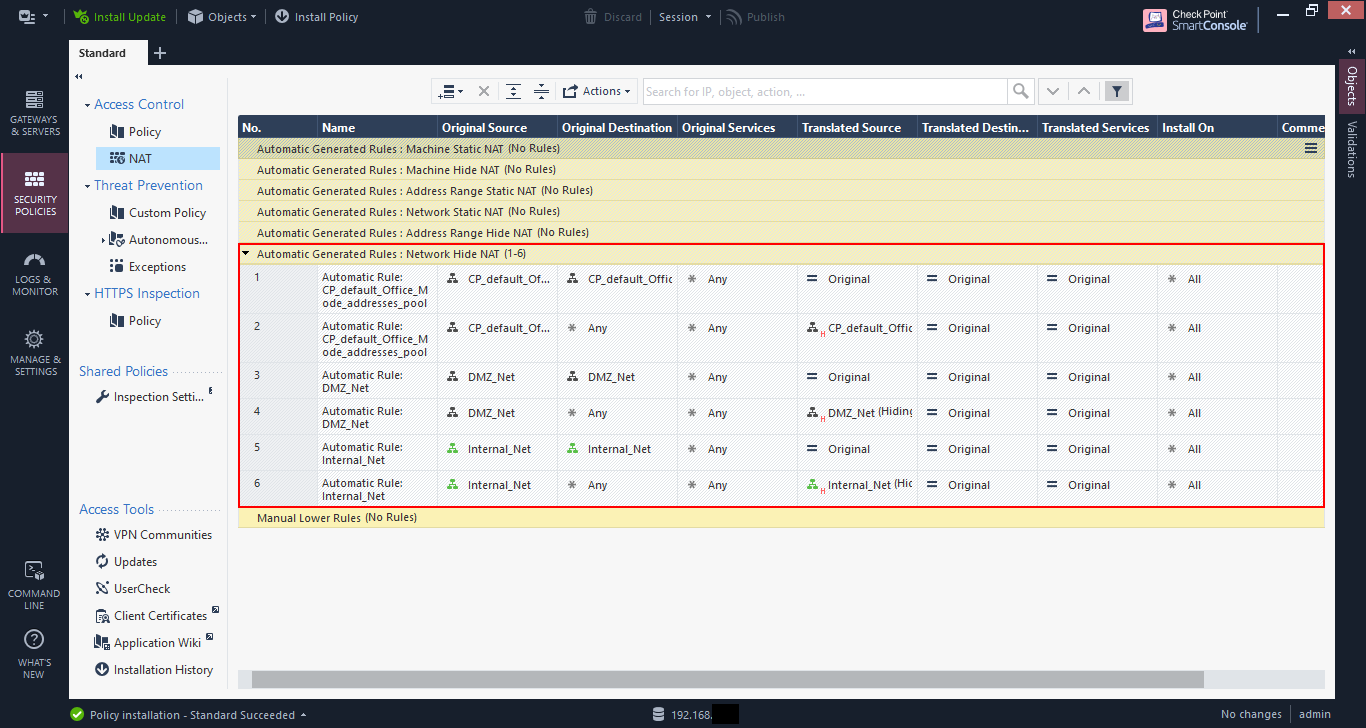 Install Update
Objects
Install Policy
Discard
Session
Publish
Check Point
SmartConsole
Standard
GATEWAYS
& SERVERS
SECURITY
POLICIES
LOGS &
MONITOR
MANAGE &
SETTINGS
COMMAND
LINE
WHAT'S
NEW
Access Control
Policy
NAT
Threat Prevention
Custom Policy
Autonomous...
Exceptions
HTTPS Inspection
Policy
Shared Policies
Inspection Setti...
Access Tools
VPN Communities
Updates
UserCheck
Client Certificates
Application Wiki
Installation History
Actions
Search for IP, object, action, ...
No. Name Original Source Original Destination Original Services Translated Source Translated Destin... Translated Services Install On Comme
Automatic Generated Rules : Machine Static NAT (No Rules)
Automatic Generated Rules : Machine Hide NAT (No Rules)
Automatic Generated Rules : Address Range Static NAT (No Rules)
Automatic Generated Rules : Network Static NAT (No Rules)
Automatic Generated Rules : Address Range Hide NAT (No Rules)
Automatic Generated Rules : Network Hide NAT (1-6)
1 Automatic Rule: CP_default_Of... CP_default_Offic Any Original Original Original All
CP_default_Office_M
ode_addresses_pool
2 Automatic Rule: CP_default_Of... Any Any H CP_default_Offic Original Original All
CP_default_Office_M
ode_addresses_pool
3 Automatic Rule: DMZ_Net DMZ_Net Any Original Original Original All
DMZ_Net
4 Automatic Rule: DMZ_Net Any Any H DMZ_Net (Hiding Original Original All
DMZ_Net
5 Automatic Rule: Internal_Net Internal_Net Any Original Original Original All
Internal_Net
6 Automatic Rule: Internal_Net Any Any H Internal_Net (Hid Original Original All
Internal_Net
Manual Lower Rules (No Rules)
Objects
Validations
Policy installation - Standard Succeeded
192.168.
No changes
admin